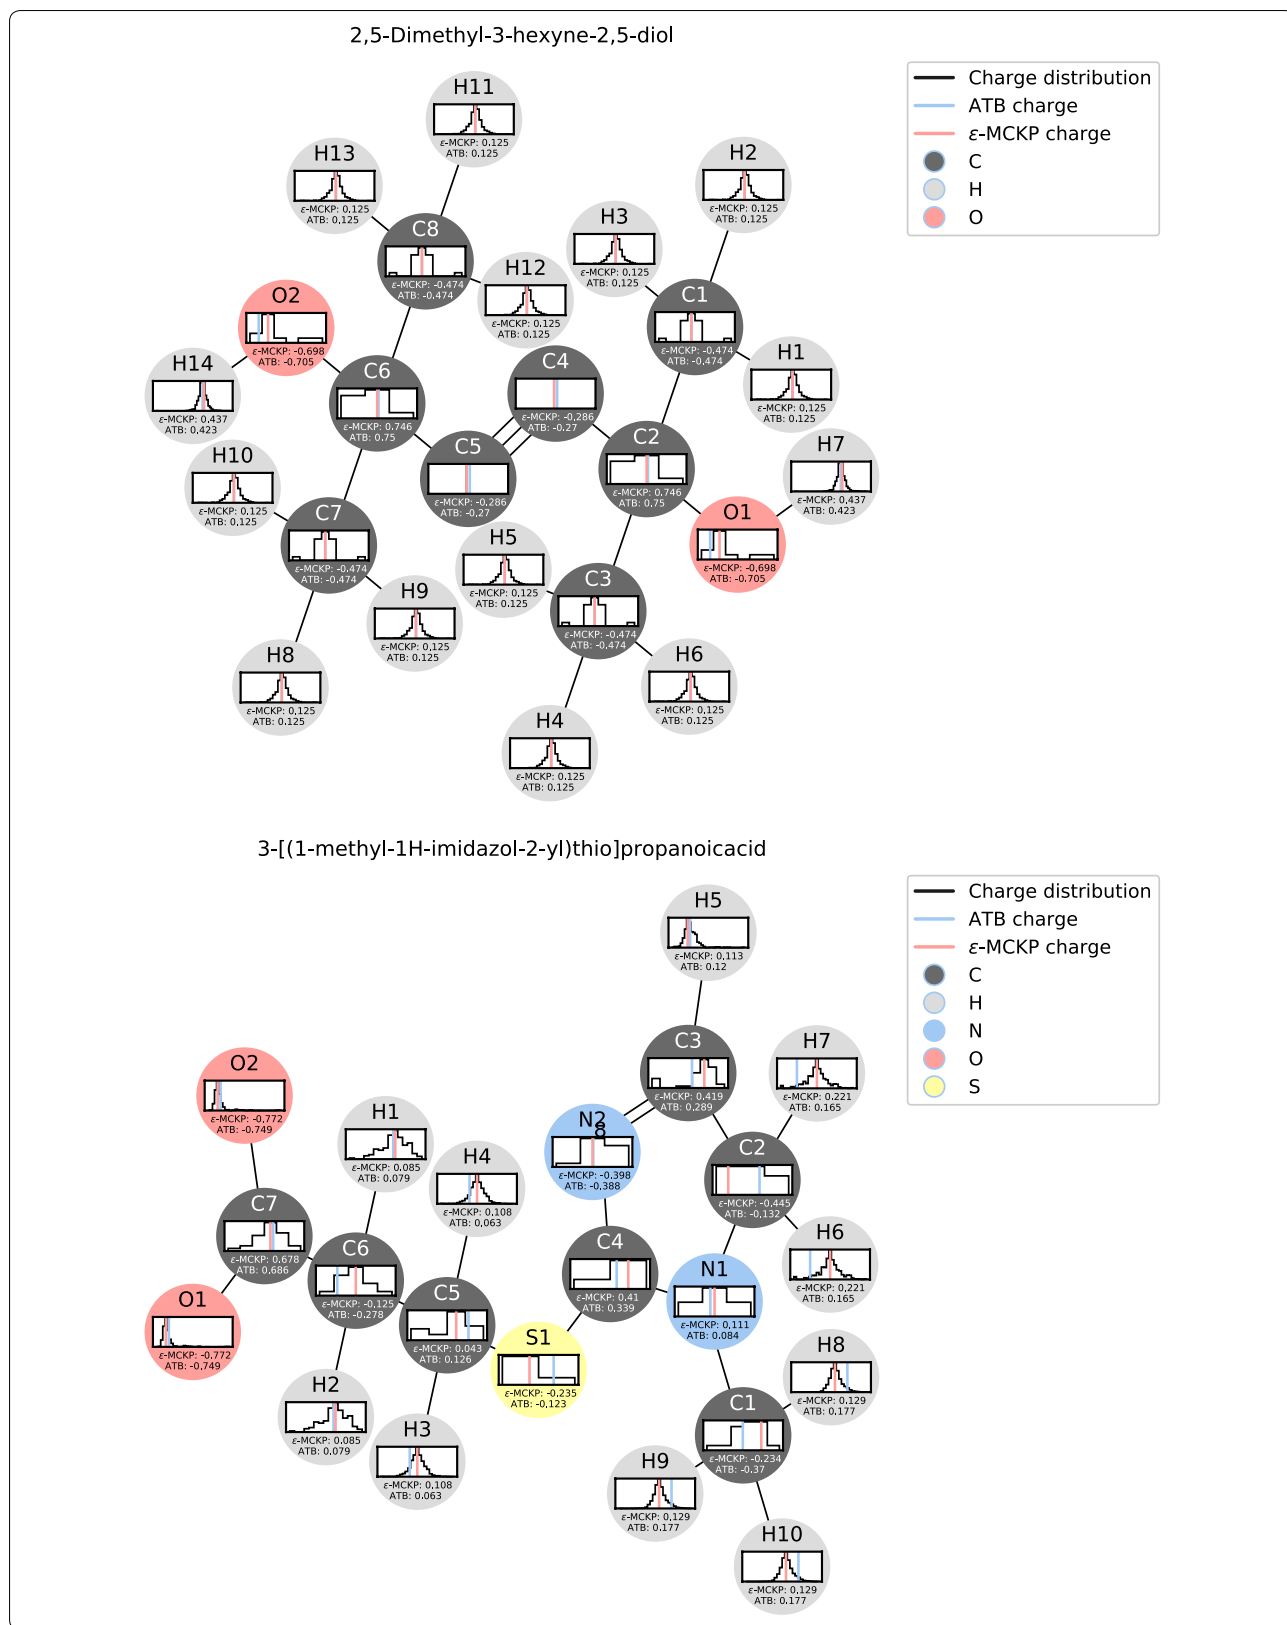 2,5-Dimethyl-3-hexyne-2,5-diol
Charge distribution
ATB charge
ε-MCKP charge
C
H
O
H11
ε-MCKP: 0.125
ATB: 0.125
H13
ε-MCKP: 0.125
ATB: 0.125
H2
ε-MCKP: 0.125
ATB: 0.125
H3
ε-MCKP: 0.125
ATB: 0.125
C8
ε-MCKP: -0.474
ATB: -0.474
H12
ε-MCKP: 0.125
ATB: 0.125
C1
ε-MCKP: -0.474
ATB: -0.474
O2
ε-MCKP: -0.698
ATB: -0.705
H14
ε-MCKP: 0.437
ATB: 0.423
C6
ε-MCKP: 0.746
ATB: 0.75
C4
ε-MCKP: -0.286
ATB: -0.27
H1
ε-MCKP: 0.125
ATB: 0.125
C5
ε-MCKP: -0.286
ATB: -0.27
C2
ε-MCKP: 0.746
ATB: 0.75
H7
ε-MCKP: 0.437
ATB: 0.423
H10
ε-MCKP: 0.125
ATB: 0.125
C7
ε-MCKP: -0.474
ATB: -0.474
O1
ε-MCKP: -0.698
ATB: -0.705
H5
ε-MCKP: 0.125
ATB: 0.125
C3
ε-MCKP: -0.474
ATB: -0.474
H9
ε-MCKP: 0.125
ATB: 0.125
H8
ε-MCKP: 0.125
ATB: 0.125
H6
ε-MCKP: 0.125
ATB: 0.125
H4
ε-MCKP: 0.125
ATB: 0.125
3-[(1-methyl-1H-imidazol-2-yl)thio]propanoicacid
Charge distribution
ATB charge
ε-MCKP charge
C
H
N
O
S
H5
ε-MCKP: 0.113
ATB: 0.12
C3
ε-MCKP: 0.419
ATB: 0.289
H7
ε-MCKP: 0.221
ATB: 0.165
O2
ε-MCKP: -0.772
ATB: -0.749
H1
ε-MCKP: 0.085
ATB: 0.079
N2
8
ε-MCKP: -0.398
ATB: -0.388
H4
ε-MCKP: 0.108
ATB: 0.063
C2
ε-MCKP: -0.445
ATB: -0.132
C7
ε-MCKP: 0.678
ATB: 0.686
C6
ε-MCKP: -0.125
ATB: -0.278
C4
ε-MCKP: 0.41
ATB: 0.339
H6
ε-MCKP: 0.221
ATB: 0.165
N1
ε-MCKP: 0.111
ATB: 0.084
O1
ε-MCKP: -0.772
ATB: -0.749
C5
ε-MCKP: 0.043
ATB: 0.126
S1
ε-MCKP: -0.235
ATB: -0.123
H8
ε-MCKP: 0.129
ATB: 0.177
H2
ε-MCKP: 0.085
ATB: 0.079
C1
ε-MCKP: -0.234
ATB: -0.37
H3
ε-MCKP: 0.108
ATB: 0.063
H9
ε-MCKP: 0.129
ATB: 0.177
H10
ε-MCKP: 0.129
ATB: 0.177